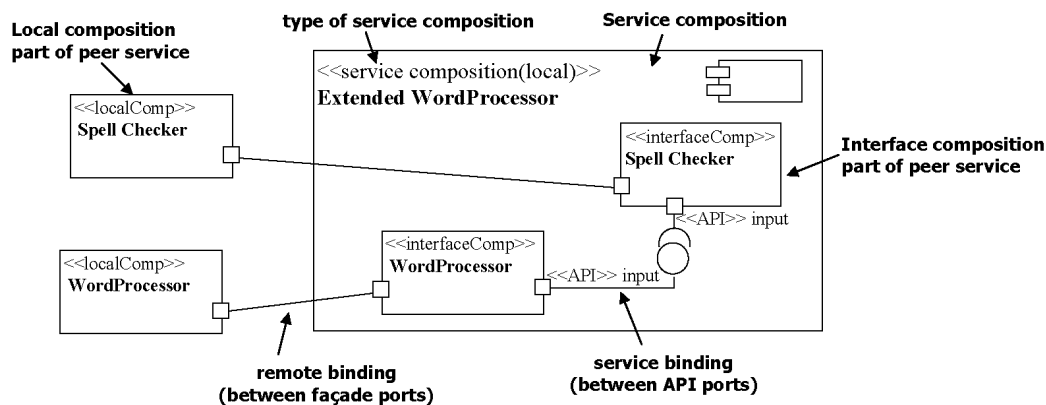 type of service composition
Service composition
Local composition
part of peer service
<<service composition(local)>>
Extended WordProcessor
<<localComp>>
Spell Checker
<<interfaceComp>>
Spell Checker
Interface composition
part of peer service
<<API>> input
<<localComp>>
WordProcessor
<<interfaceComp>>
WordProcessor
<<API>> input
remote binding
(between façade ports)
service binding
(between API ports)